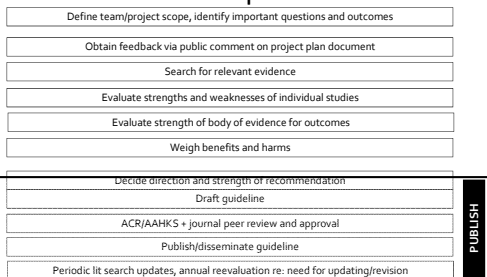 Define team/project scope, identify important questions and outcomes
Obtain feedback via public comment on project plan document
Search for relevant evidence
Evaluate strengths and weaknesses of individual studies
Evaluate strength of body of evidence for outcomes
Weigh benefits and harms
Decide direction and strength of recommendation
Draft guideline
ACR/AAHKS + journal peer review and approval
Publish/disseminate guideline
Periodic lit search updates, annual reevaluation re: need for updating/revision
PUBLISH